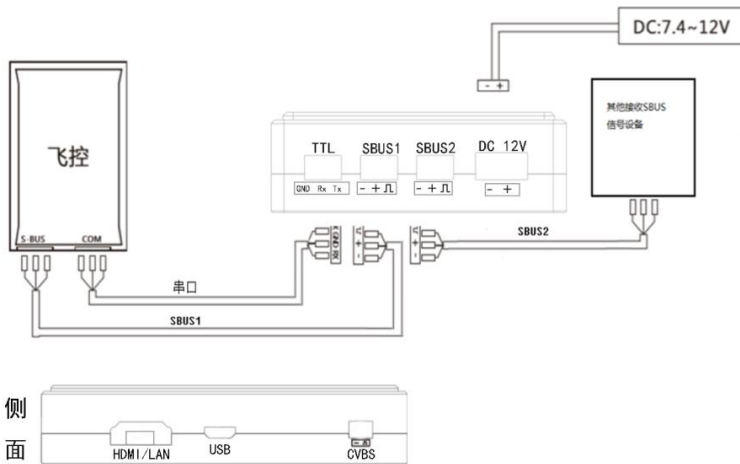 DC:7.4~12V
其他接收SBUS
信号设备
飞控
TTL SBUS1 SBUS2 DC 12V
GND Rx Tx - + - + - +
S-BUS COM
SBUS2
串口
SBUS1
侧
面
HDMI/LAN USB CVBS